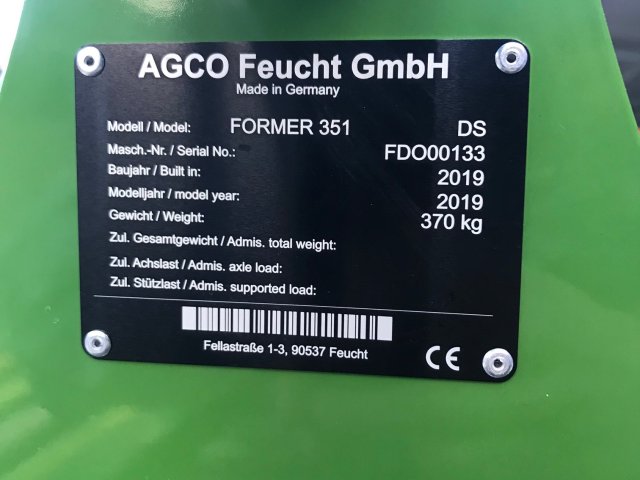 AGCO Feucht GmbH
Made in Germany
Modell / Model: FORMER 351 DS
Masch.-Nr. / Serial No.: FDO00133
Baujahr / Built in: 2019
Modelljahr / model year: 2019
Gewicht / Weight: 370 kg
Zul. Gesamtgewicht / Admis. total weight:
Zul. Achslast / Admis. axle load:
Zul. Stützlast / Admis. supported load:
Fellastraße 1-3, 90537 Feucht
CE